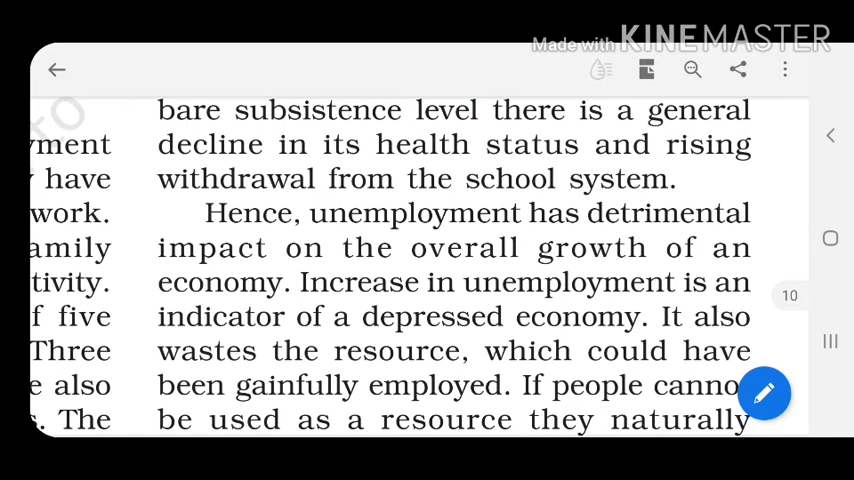 Made with KINEMASTER
bare subsistence level there is a general
decline in its health status and rising
withdrawal from the school system.
Hence, unemployment has detrimental
impact on the overall growth of an
economy. Increase in unemployment is an
indicator of a depressed economy. It also
wastes the resource, which could have
been gainfully employed. If people canno
be used as a resource they naturally
yment
have
work.
amily
tivity.
f five
Three
e also
s. The
10